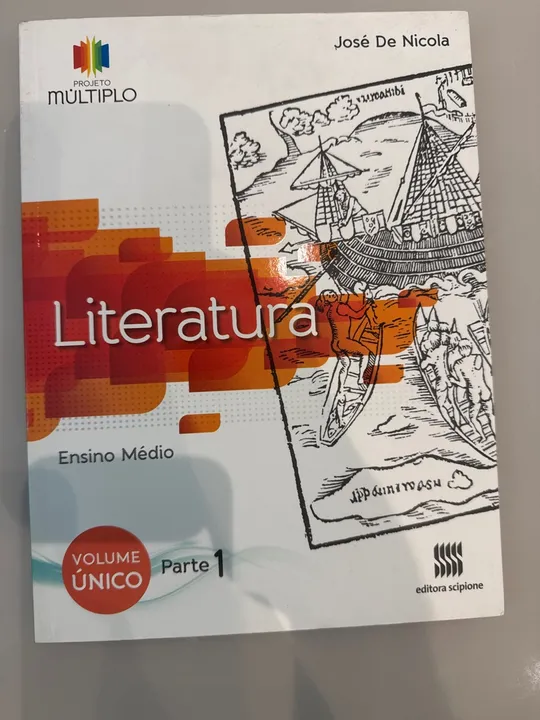 José De Nicola
PROJETO
MÚLTIPLO
Literatura
Ensino Médio
VOLUME
ÚNICO
Parte 1
editora scipione